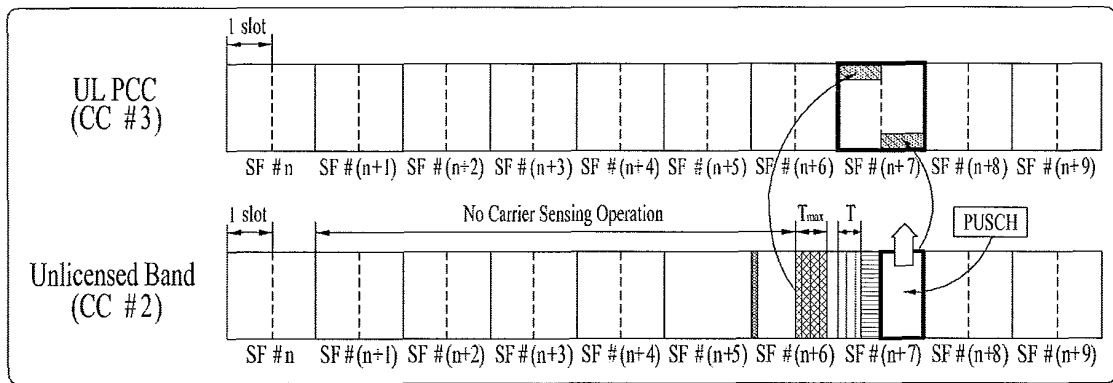 1 slot
UL PCC
(CC #3)
SF #n SF #(n+1) SF #(n+2) SF #(n+3) SF #(n+4) SF #(n+5) SF #(n+6) SF #(n+7) SF #(n+8) SF #(n+9)
1 slot
No Carrier Sensing Operation
Tmax
T
PUSCH
Unlicensed Band
(CC #2)
SF #n SF #(n+1) SF #(n+2) SF #(n+3) SF #(n+4) SF #(n+5) SF #(n+6) SF #(n+7) SF #(n+8) SF #(n+9)